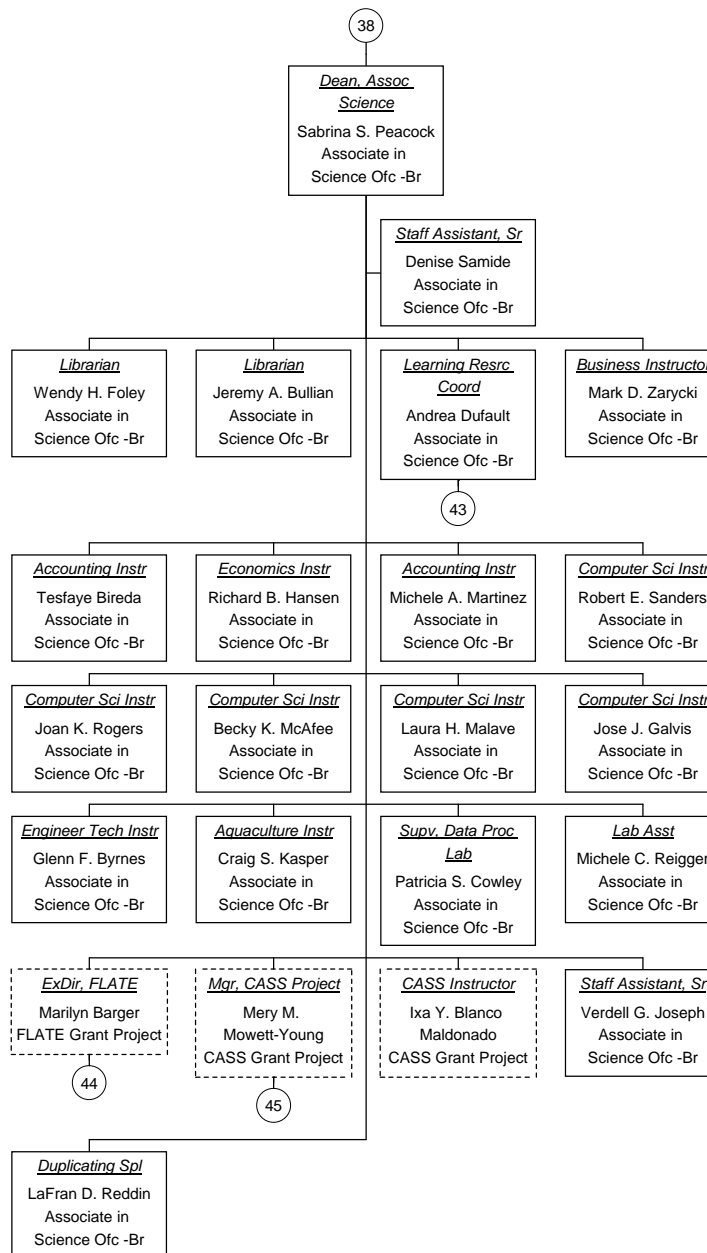 38
Dean, Assoc
Science
Sabrina S. Peacock
Associate in
Science Ofc -Br
Staff Assistant, Sr
Denise Samide
Associate in
Science Ofc -Br
Librarian
Wendy H. Foley
Associate in
Science Ofc -Br
Librarian
Jeremy A. Bullian
Associate in
Science Ofc -Br
Learning Resrc
Coord
Andrea Dufault
Associate in
Science Ofc -Br
43
Business Instructor
Mark D. Zarycki
Associate in
Science Ofc -Br
Accounting Instr
Tesfaye Bireda
Associate in
Science Ofc -Br
Economics Instr
Richard B. Hansen
Associate in
Science Ofc -Br
Accounting Instr
Michele A. Martinez
Associate in
Science Ofc -Br
Computer Sci Instr
Robert E. Sanders
Associate in
Science Ofc -Br
Computer Sci Instr
Joan K. Rogers
Associate in
Science Ofc -Br
Computer Sci Instr
Becky K. McAfee
Associate in
Science Ofc -Br
Computer Sci Instr
Laura H. Malave
Associate in
Science Ofc -Br
Computer Sci Instr
Jose J. Galvis
Associate in
Science Ofc -Br
Engineer Tech Instr
Glenn F. Byrnes
Associate in
Science Ofc -Br
Aquaculture Instr
Craig S. Kasper
Associate in
Science Ofc -Br
Supv, Data Proc
Lab
Patricia S. Cowley
Associate in
Science Ofc -Br
Lab Asst
Michele C. Reigger
Associate in
Science Ofc -Br
ExDir, FLATE
Marilyn Barger
FLATE Grant Project
44
Mgr, CASS Project
Mery M.
Mowett-Young
CASS Grant Project
45
CASS Instructor
Ixa Y. Blanco
Maldonado
CASS Grant Project
Staff Assistant, Sr
Verdell G. Joseph
Associate in
Science Ofc -Br
Duplicating Spl
LaFran D. Reddin
Associate in
Science Ofc -Br